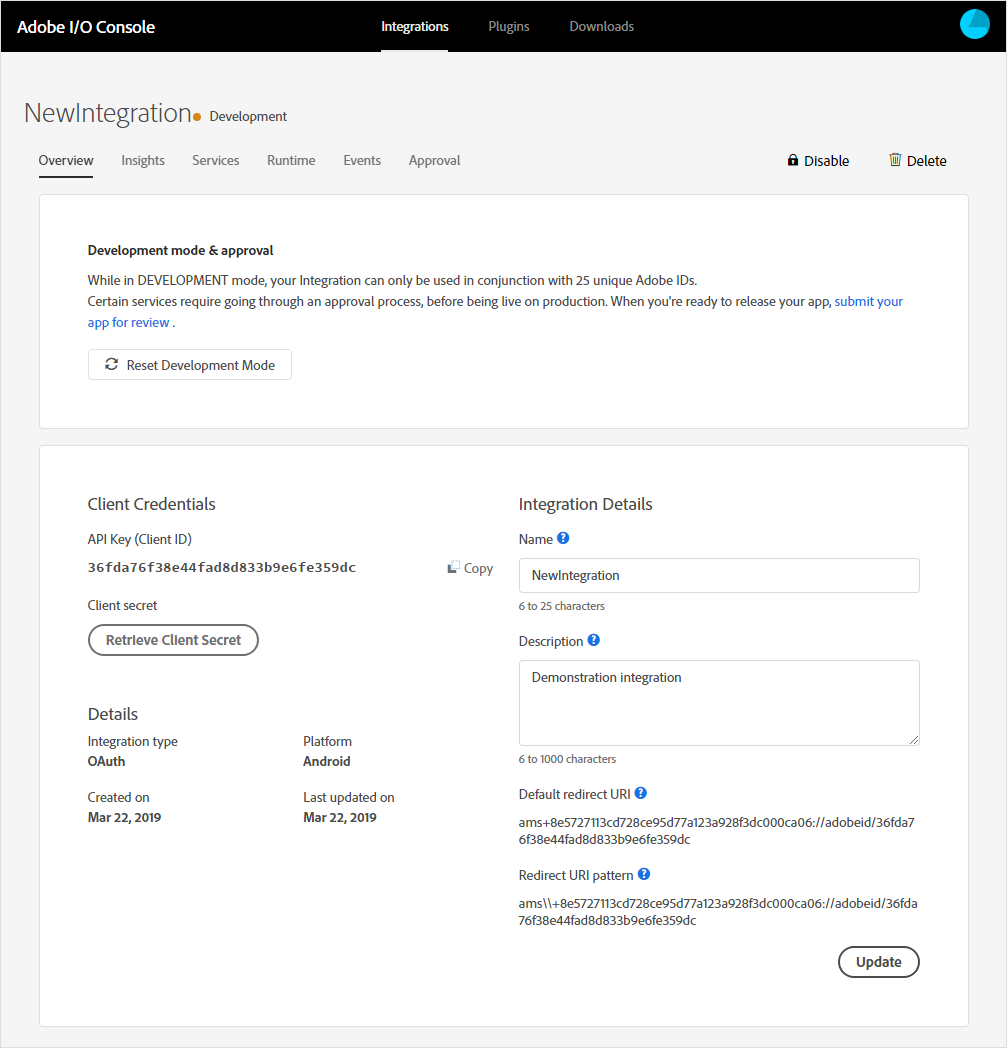 Adobe I/O Console
Integrations
Plugins
Downloads
NewIntegration
Development
Overview
Insights
Services
Runtime
Events
Approval
Disable
Delete
Development mode & approval
While in DEVELOPMENT mode, your Integration can only be used in conjunction with 25 unique Adobe IDs.
Certain services require going through an approval process, before being live on production. When you're ready to release your app, submit your
app for review .
Reset Development Mode
Client Credentials
API Key (Client ID)
36fda76f38e44fad8d833b9e6fe359dc
Copy
Client secret
Retrieve Client Secret
Details
Integration type
OAuth
Platform
Android
Created on
Mar 22, 2019
Last updated on
Mar 22, 2019
Integration Details
Name ?
NewIntegration
6 to 25 characters
Description ?
Demonstration integration
6 to 1000 characters
Default redirect URI ?
ams+8e5727113cd728ce95d77a123a928f3dc000ca06://adobeid/36fda7
6f38e44fad8d833b9e6fe359dc
Redirect URI pattern ?
ams\\+8e5727113cd728ce95d77a123a928f3dc000ca06://adobeid/36fda
76f38e44fad8d833b9e6fe359dc
Update